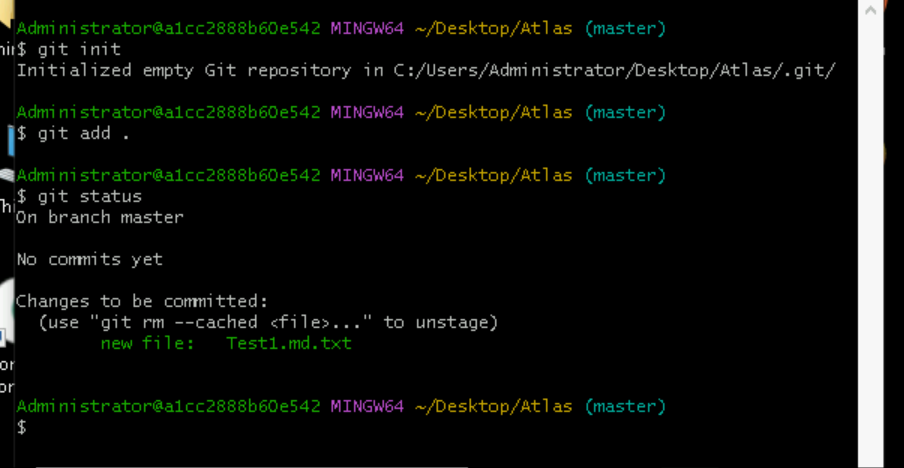 Administrator@a1cc2888b60e542 MINGW64 ~/Desktop/Atlas (master)
$ git init
Initialized empty Git repository in C:/Users/Administrator/Desktop/Atlas/.git/
Administrator@a1cc2888b60e542 MINGW64 ~/Desktop/Atlas (master)
$ git add .
Administrator@a1cc2888b60e542 MINGW64 ~/Desktop/Atlas (master)
$ git status
On branch master
No commits yet
Changes to be committed:
  (use "git rm --cached <file>..." to unstage)
        new file:   Test1.md.txt
Administrator@a1cc2888b60e542 MINGW64 ~/Desktop/Atlas (master)
$